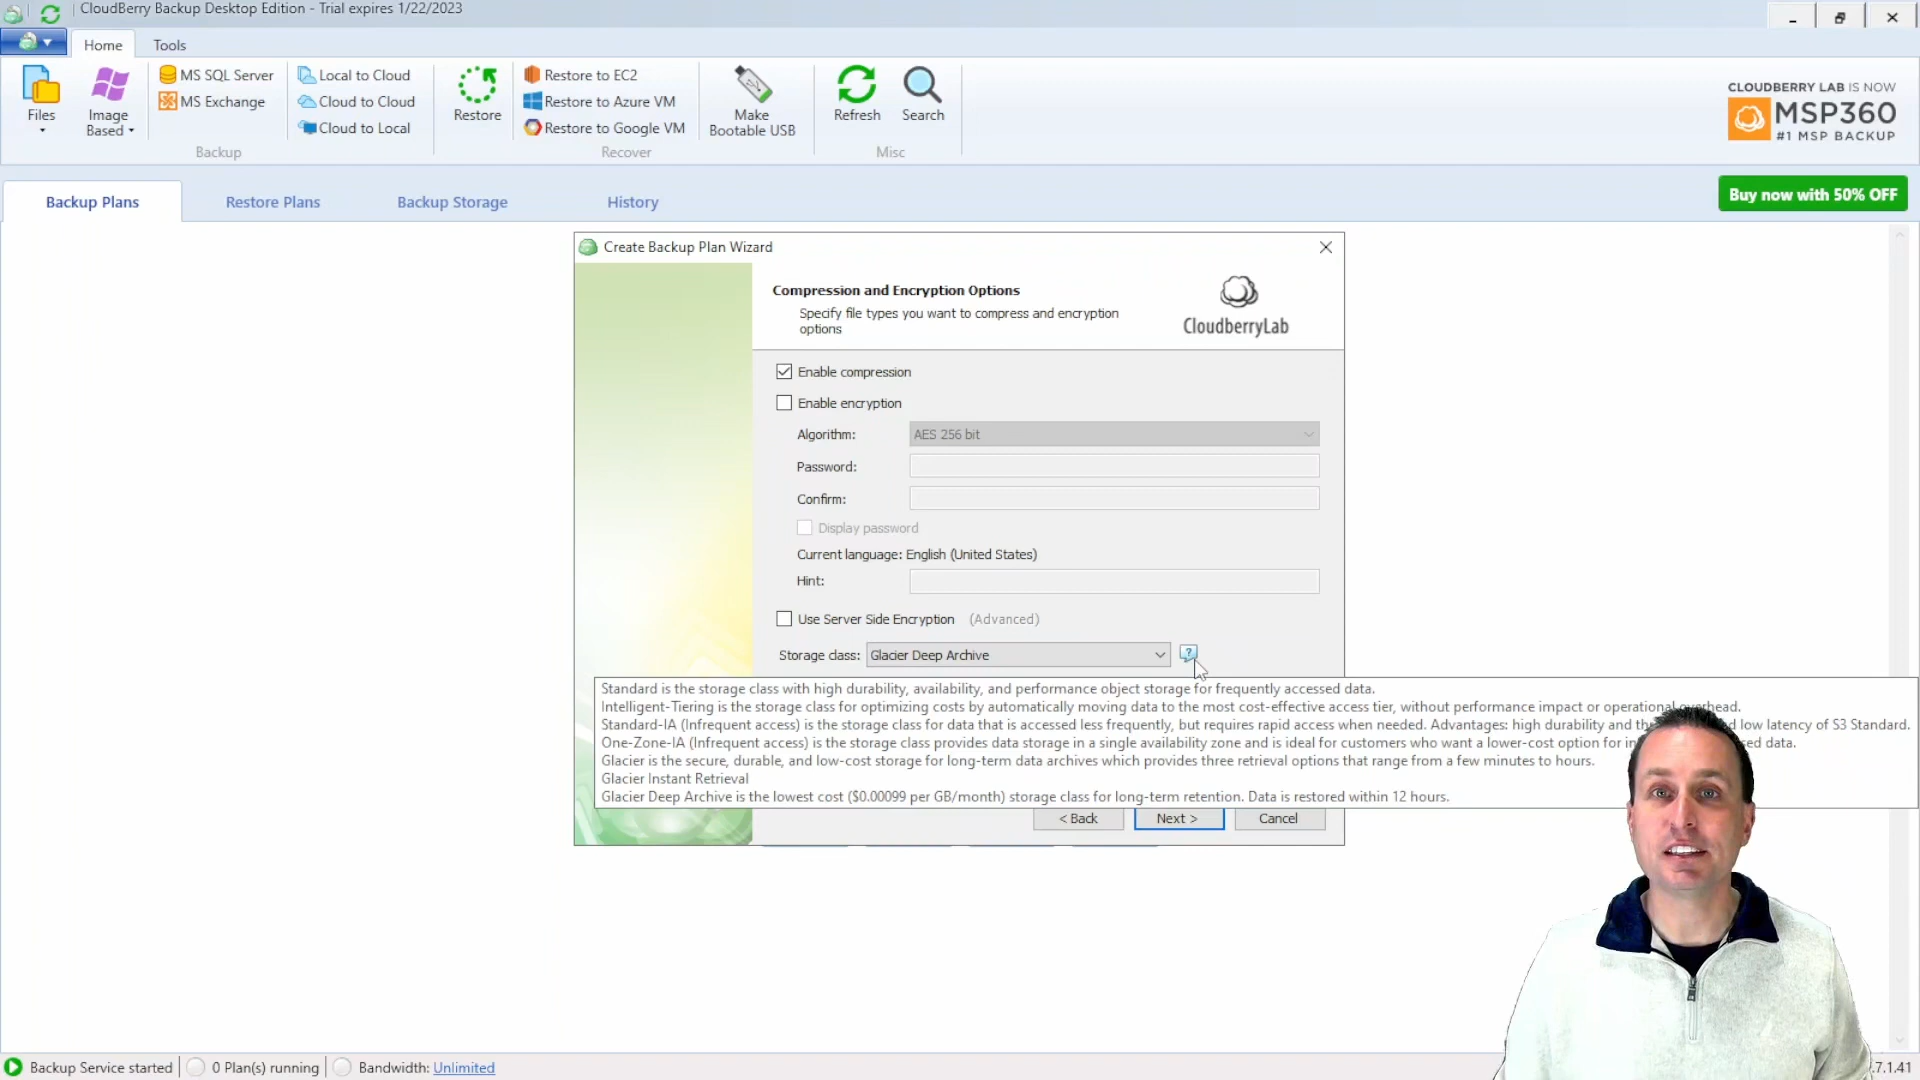 CloudBerry Backup Desktop Edition - Trial expires 1/22/2023
Home
Tools
Files
Image Based
MS SQL Server
MS Exchange
Local to Cloud
Cloud to Cloud
Cloud to Local
Backup
Restore
Restore to EC2
Restore to Azure VM
Restore to Google VM
Recover
Make
Bootable USB
Refresh
Search
Misc
CLOUDBERRY LAB IS NOW
MSP360
#1 MSP BACKUP
Backup Plans
Restore Plans
Backup Storage
History
Buy now with 50% OFF
Create Backup Plan Wizard
Compression and Encryption Options
Specify file types you want to compress and encryption
options
CloudberryLab
Enable compression
Enable encryption
Algorithm: AES 256 bit
Password:
Confirm:
Display password
Current language: English (United States)
Hint:
Use Server Side Encryption (Advanced)
Storage class: Glacier Deep Archive
?
Standard is the storage class with high durability, availability, and performance object storage for frequently accessed data.
Intelligent-Tiering is the storage class for optimizing costs by automatically moving data to the most cost-effective access tier, without performance impact or operational overhead.
Standard-IA (Infrequent access) is the storage class for data that is accessed less frequently, but requires rapid access when needed. Advantages: high durability and low latency of S3 Standard.
One-Zone-IA (Infrequent access) is the storage class provides data storage in a single availability zone and is ideal for customers who want a lower-cost option for data.
Glacier is the secure, durable, and low-cost storage for long-term data archives which provides three retrieval options that range from a few minutes to hours.
Glacier Instant Retrieval
Glacier Deep Archive is the lowest cost ($0.00099 per GB/month) storage class for long-term retention. Data is restored within 12 hours.
< Back
Next >
Cancel
Backup Service started
0 Plan(s) running
Bandwidth: Unlimited
.7.1.41